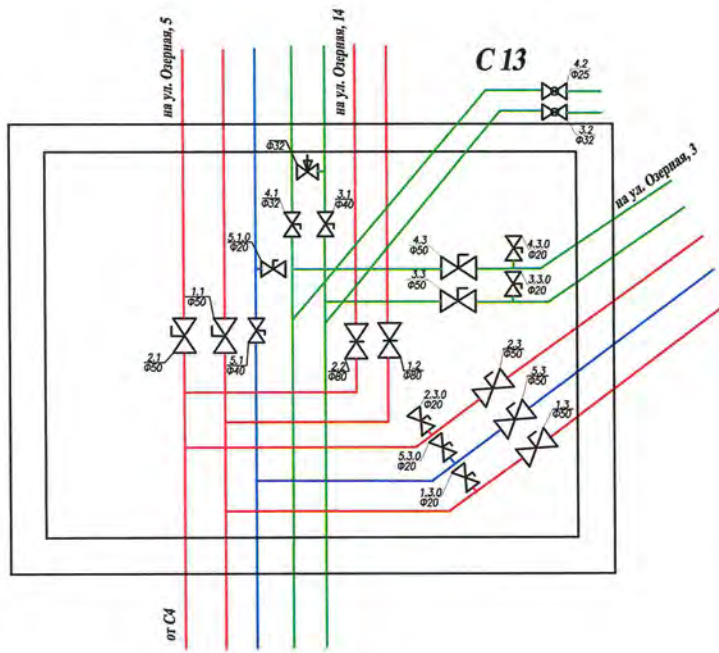 на ул. Озерная, 5
на ул. Озерная, 14
С 13
4.2
Ф25
3.2
Ф32
Ф32
4.1
Ф32
3.1
Ф40
на ул. Озерная, 3
5.1.0
Ф20
4.3
Ф50
4.3.0
Ф20
3.3
Ф50
3.3.0
Ф20
1.1
Ф50
2.1
Ф50
5.1
Ф40
2.2
Ф80
1.2
Ф80
2.3
Ф50
5.3
Ф50
1.3
Ф50
2.3.0
Ф20
5.3.0
Ф20
1.3.0
Ф20
от С4